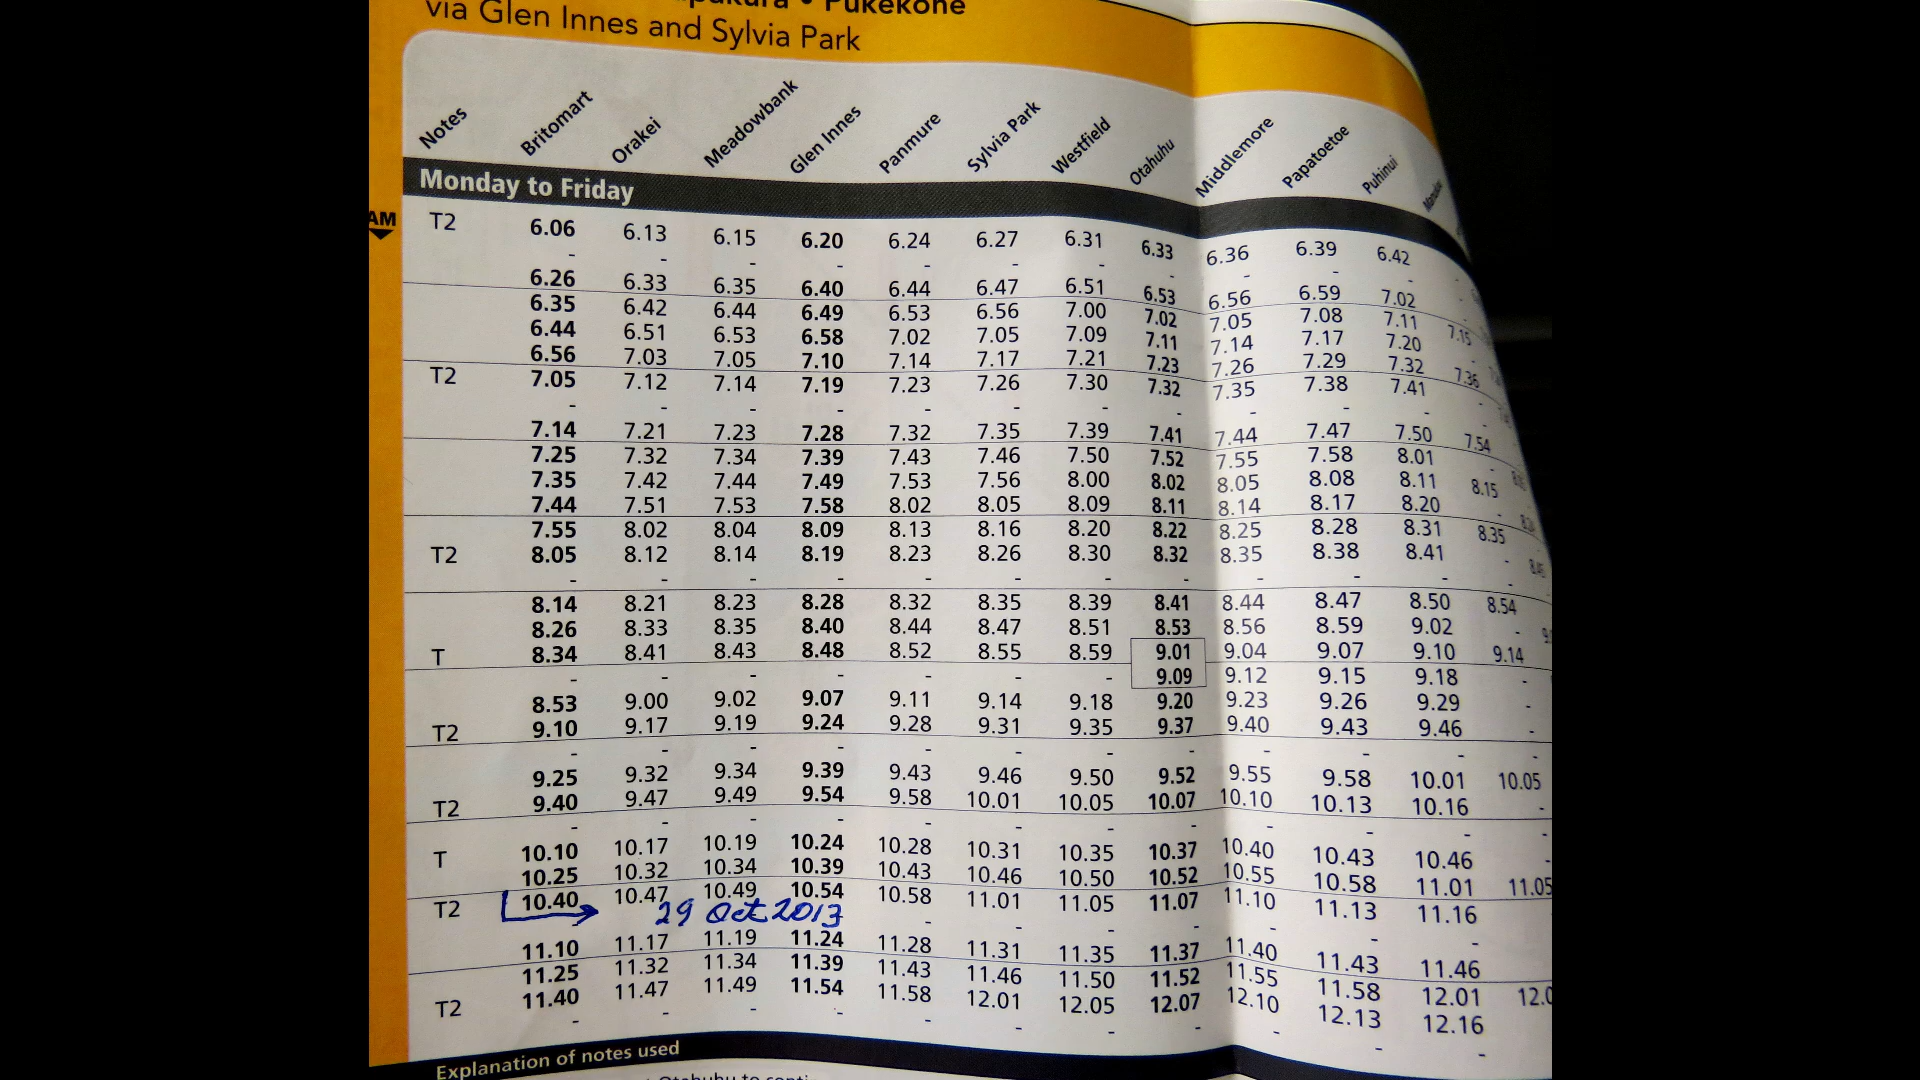 • Pukekohe
via Glen Innes and Sylvia Park
Notes Britomart Orakei Meadowbank Glen Innes Panmure Sylvia Park Westfield Otahuhu Middlemore Papatoetoe Puhinui
Monday to Friday
AM
T2 6.06 6.13 6.15 6.20 6.24 6.27 6.31 6.33 6.36 6.39 6.42
- - - - - - - - - - -
6.26 6.33 6.35 6.40 6.44 6.47 6.51 6.53 6.56 6.59 7.02 -
6.35 6.42 6.44 6.49 6.53 6.56 7.00 7.02 7.05 7.08 7.11 7.15
6.44 6.51 6.53 6.58 7.02 7.05 7.09 7.11 7.14 7.17 7.20 -
6.56 7.03 7.05 7.10 7.14 7.17 7.21 7.23 7.26 7.29 7.32 7.36
T2 7.05 7.12 7.14 7.19 7.23 7.26 7.30 7.32 7.35 7.38 7.41 -
- - - - - - - - - - -
7.14 7.21 7.23 7.28 7.32 7.35 7.39 7.41 7.44 7.47 7.50 7.54
7.25 7.32 7.34 7.39 7.43 7.46 7.50 7.52 7.55 7.58 8.01 -
7.35 7.42 7.44 7.49 7.53 7.56 8.00 8.02 8.05 8.08 8.11 8.15
7.44 7.51 7.53 7.58 8.02 8.05 8.09 8.11 8.14 8.17 8.20 -
7.55 8.02 8.04 8.09 8.13 8.16 8.20 8.22 8.25 8.28 8.31 8.35
T2 8.05 8.12 8.14 8.19 8.23 8.26 8.30 8.32 8.35 8.38 8.41 -
- - - - - - - - - - - -
8.14 8.21 8.23 8.28 8.32 8.35 8.39 8.41 8.44 8.47 8.50 8.54
8.26 8.33 8.35 8.40 8.44 8.47 8.51 8.53 8.56 8.59 9.02 -
T 8.34 8.41 8.43 8.48 8.52 8.55 8.59 9.01 9.04 9.07 9.10 9.14
- - - - - - - 9.09 9.12 9.15 9.18 -
8.53 9.00 9.02 9.07 9.11 9.14 9.18 9.20 9.23 9.26 9.29 -
T2 9.10 9.17 9.19 9.24 9.28 9.31 9.35 9.37 9.40 9.43 9.46 -
- - - - - - - - - - -
9.25 9.32 9.34 9.39 9.43 9.46 9.50 9.52 9.55 9.58 10.01 10.05
T2 9.40 9.47 9.49 9.54 9.58 10.01 10.05 10.07 10.10 10.13 10.16 -
- - - - - - - - - - - -
T 10.10 10.17 10.19 10.24 10.28 10.31 10.35 10.37 10.40 10.43 10.46 -
10.25 10.32 10.34 10.39 10.43 10.46 10.50 10.52 10.55 10.58 11.01 11.05
T2 10.40 10.47 10.49 10.54 10.58 11.01 11.05 11.07 11.10 11.13 11.16
29 Oct 2013 - - - - - - -
11.10 11.17 11.19 11.24 11.28 11.31 11.35 11.37 11.40 11.43 11.46
11.25 11.32 11.34 11.39 11.43 11.46 11.50 11.52 11.55 11.58 12.01
T2 11.40 11.47 11.49 11.54 11.58 12.01 12.05 12.07 12.10 12.13 12.16
- - - - - - - - - - -
Explanation of notes used